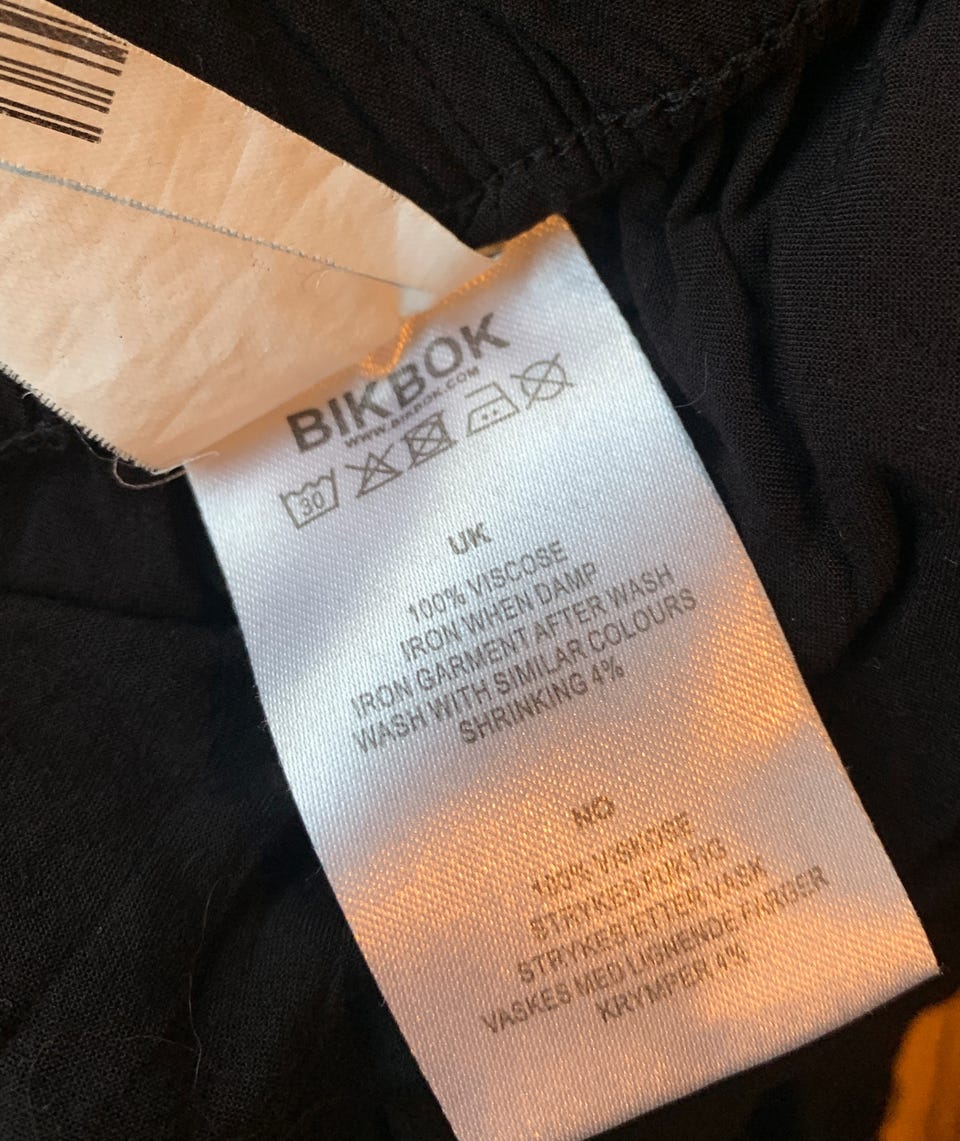 BIKBOK
WWW.BIKBOK.COM
30
UK
100% VISCOSE
IRON WHEN DAMP
IRON GARMENT AFTER WASH
WASH WITH SIMILAR COLOURS
SHRINKING 4%
NO
100% VISKOSE
STRYKES FUKTIG
STRYKES ETTER VASK
VASKES MED LIGNENDE FARGER
KRYMPER 4%